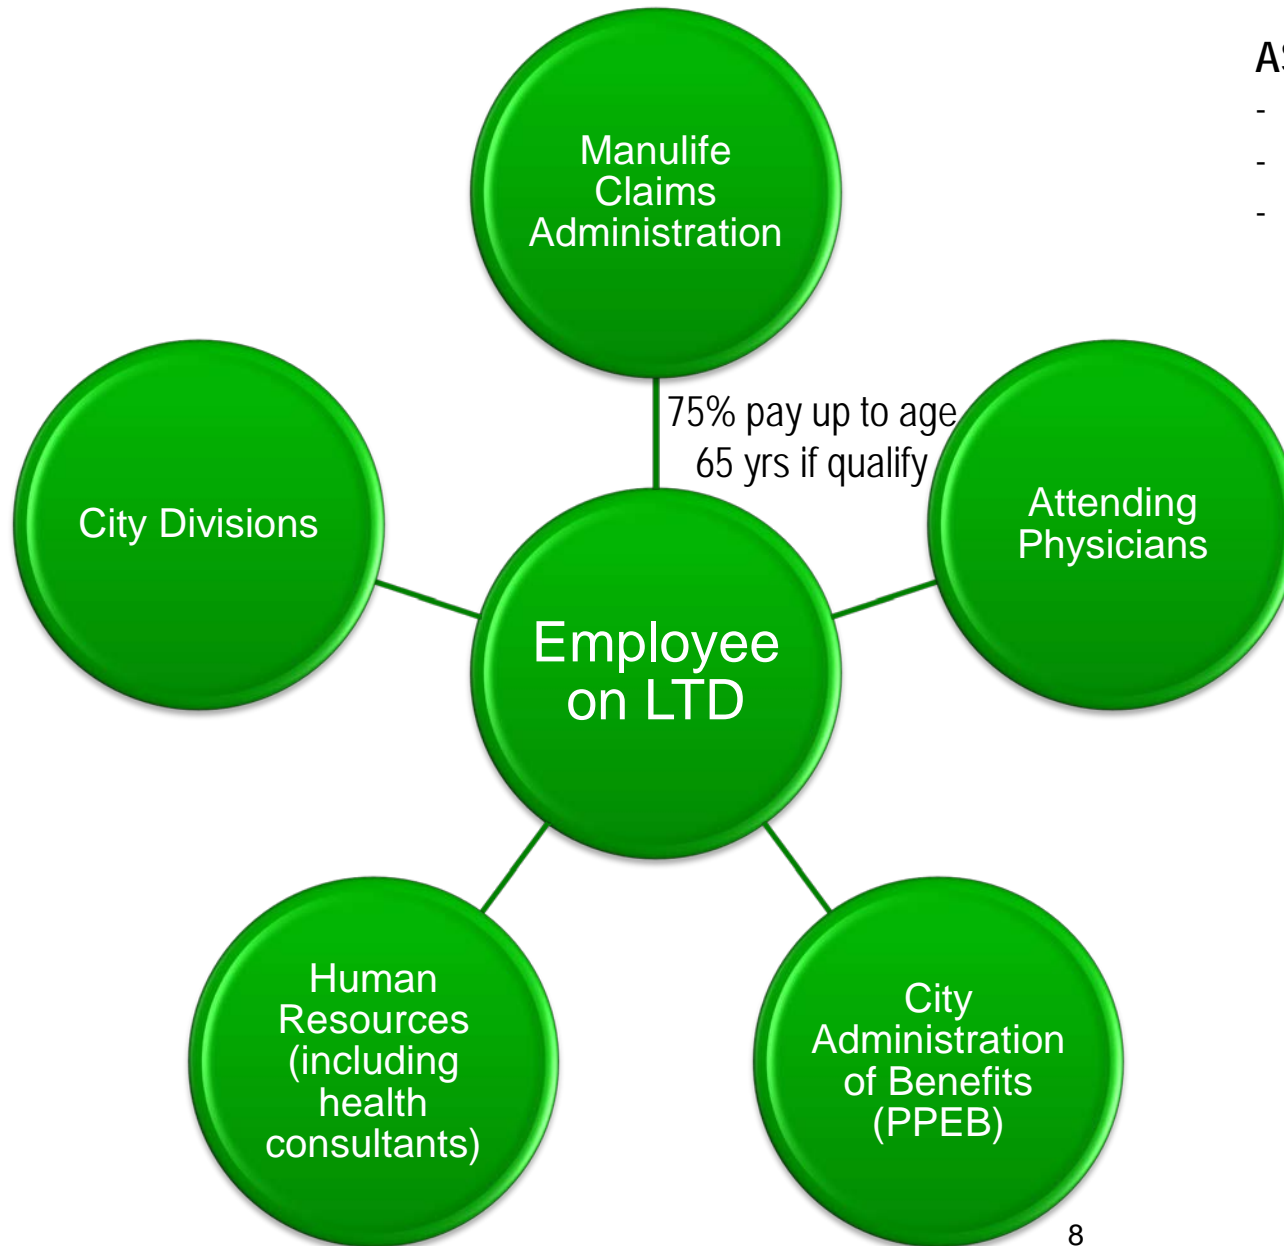 Manulife
Claims
Administration
-
-
-
75% pay up to age
65 yrs if qualify
City Divisions
Attending
Physicians
Employee
on LTD
Human
Resources
(including
health
consultants)
City
Administration
of Benefits
(PPEB)
8